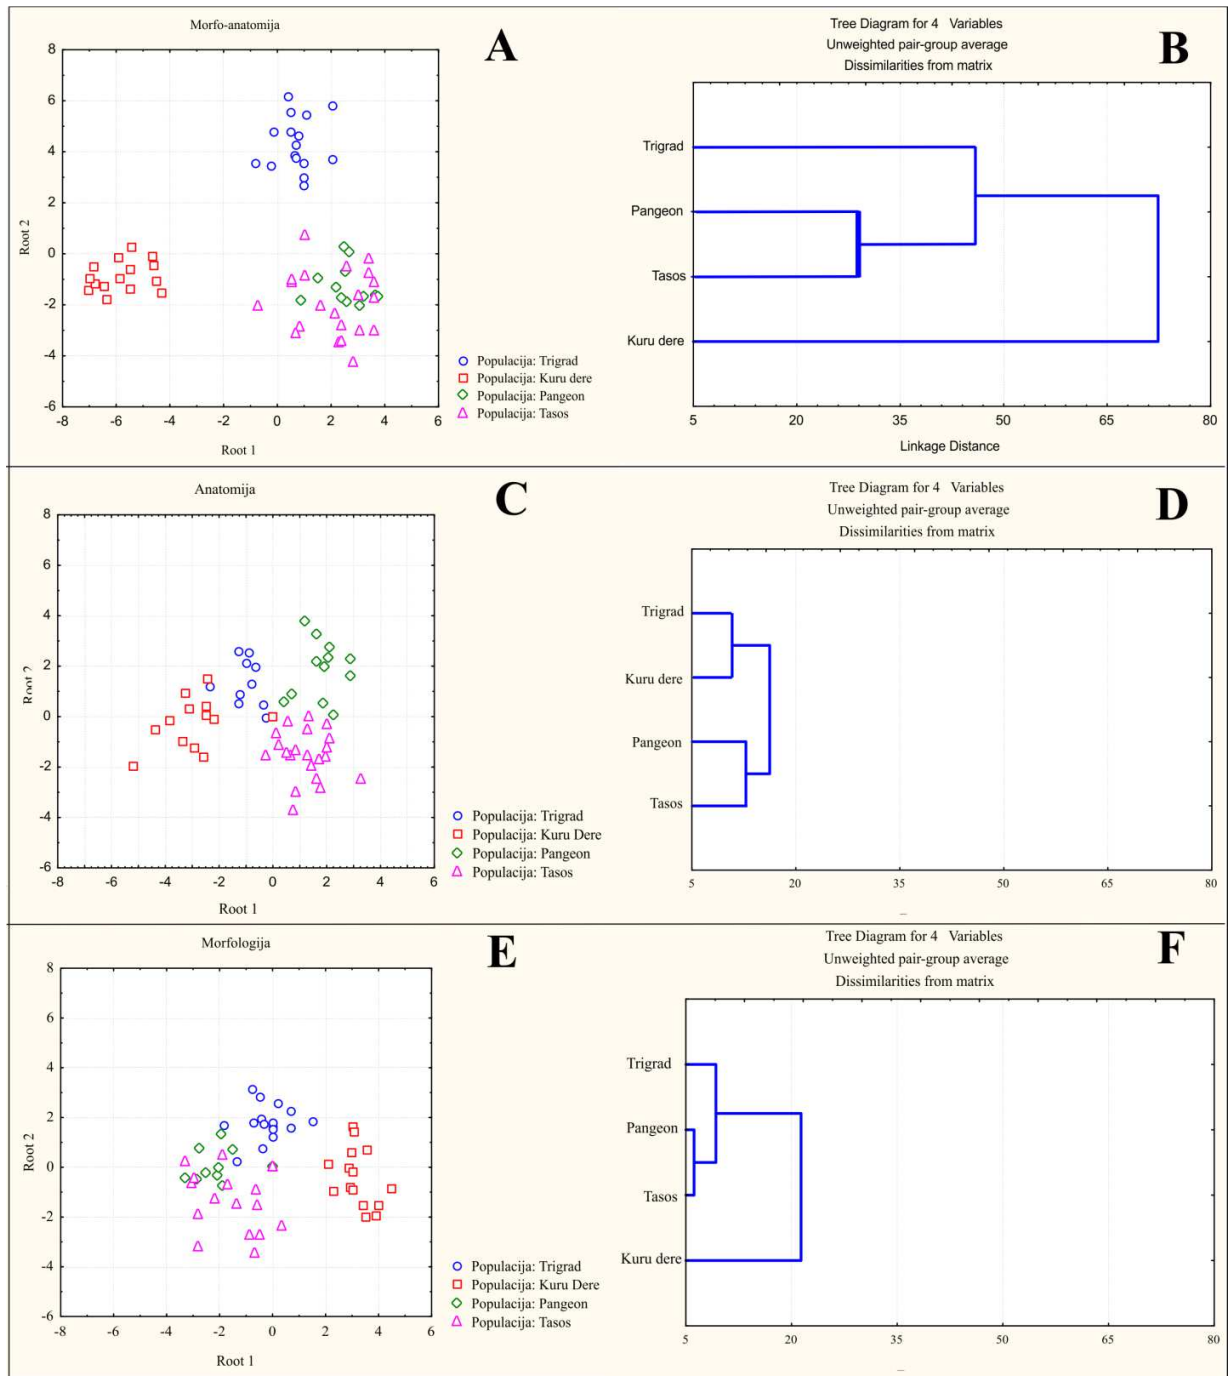 Morfo-anatomija
A
8
6
4
2
0
-2
-4
-6
Root 2
-8 -6 -4 -2 0 2 4 6
Root 1
Populacija: Trigrad
Populacija: Kuru dere
Populacija: Pangeon
Populacija: Tasos
Tree Diagram for 4 Variables
Unweighted pair-group average
Dissimilarities from matrix
B
Trigrad
Pangeon
Tasos
Kuru dere
5 20 35 50 65 80
Linkage Distance
Anatomija
C
8
6
4
2
0
-2
-4
-6
Root 2
-8 -6 -4 -2 0 2 4 6
Root 1
Populacija: Trigrad
Populacija: Kuru Dere
Populacija: Pangeon
Populacija: Tasos
Tree Diagram for 4 Variables
Unweighted pair-group average
Dissimilarities from matrix
D
Trigrad
Kuru dere
Pangeon
Tasos
5 20 35 50 65 80
Morfologija
E
8
6
4
2
0
-2
-4
-6
Root 2
-8 -6 -4 -2 0 2 4 6
Root 1
Populacija: Trigrad
Populacija: Kuru Dere
Populacija: Pangeon
Populacija: Tasos
Tree Diagram for 4 Variables
Unweighted pair-group average
Dissimilarities from matrix
F
Trigrad
Pangeon
Tasos
Kuru dere
5 20 35 50 65 80